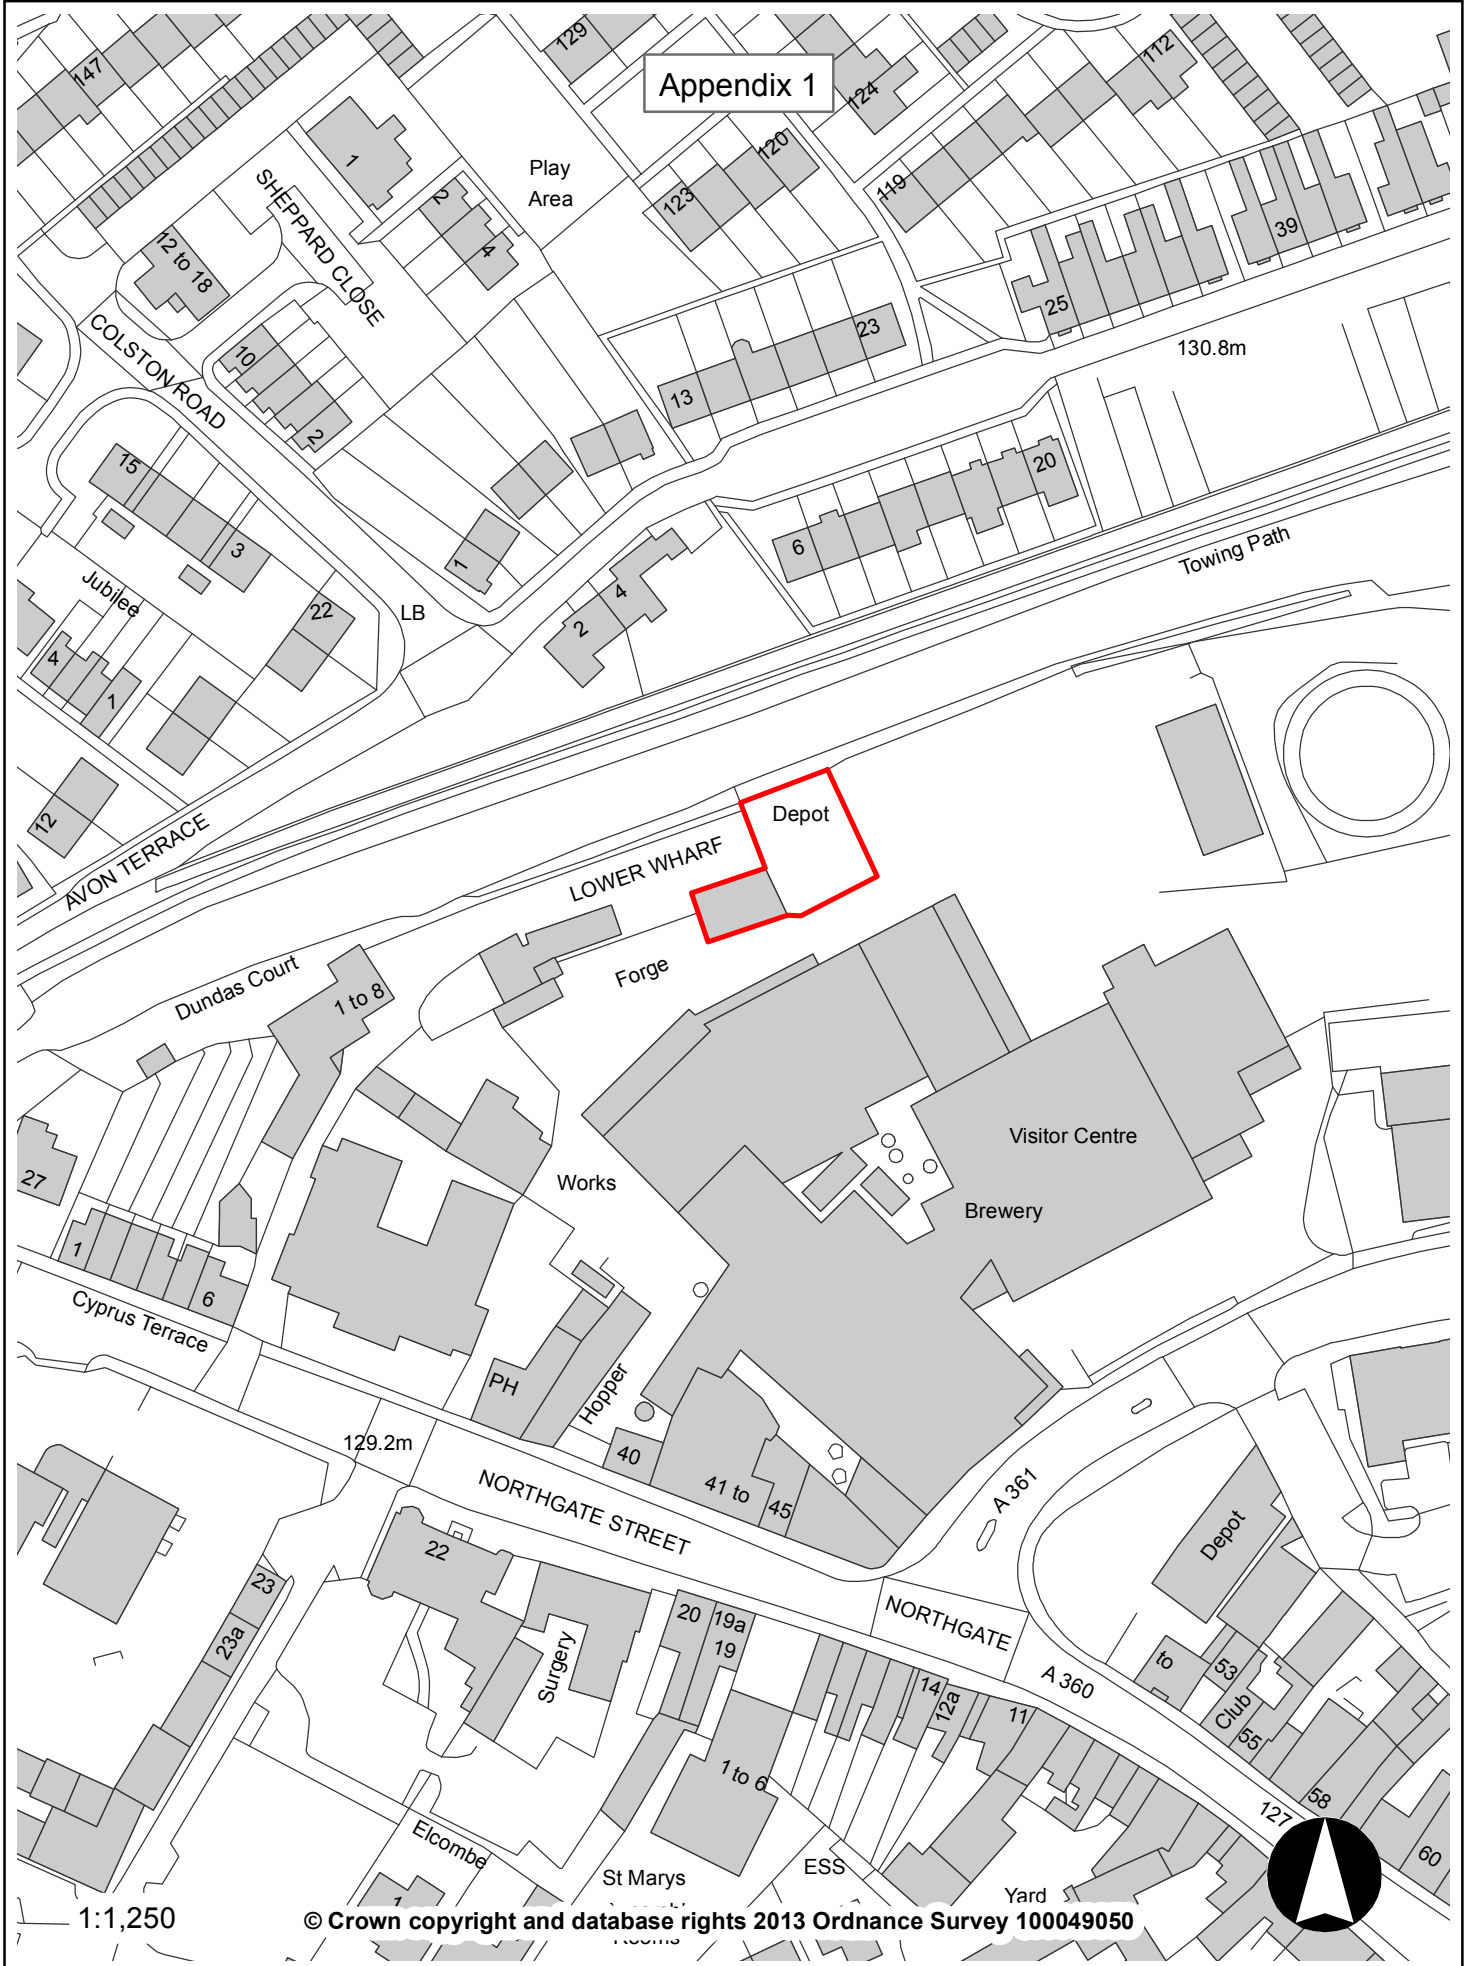 Appendix 1
147
129
124
112
1
Play
Area
2
4
123
120
119
SHEPPARD CLOSE
12 to 18
39
25
COLSTON ROAD
10
2
13
23
130.8m
15
3
20
6
1
Towing Path
Jubilee
22
LB
4
2
4
1
12
AVON TERRACE
Depot
LOWER WHARF
Forge
Dundas Court
1 to 8
Visitor Centre
Works
Brewery
27
1
6
Cyprus Terrace
PH
Hopper
129.2m
40
41 to
45
NORTHGATE STREET
A 361
Depot
22
23
23a
Surgery
20
19a
19
NORTHGATE
A 360
to
53
Club
55
14
12a
11
1 to 6
58
127
60
Elcombe
1
St Marys
ESS
Yard
Rooms
1:1,250
© Crown copyright and database rights 2013 Ordnance Survey 100049050